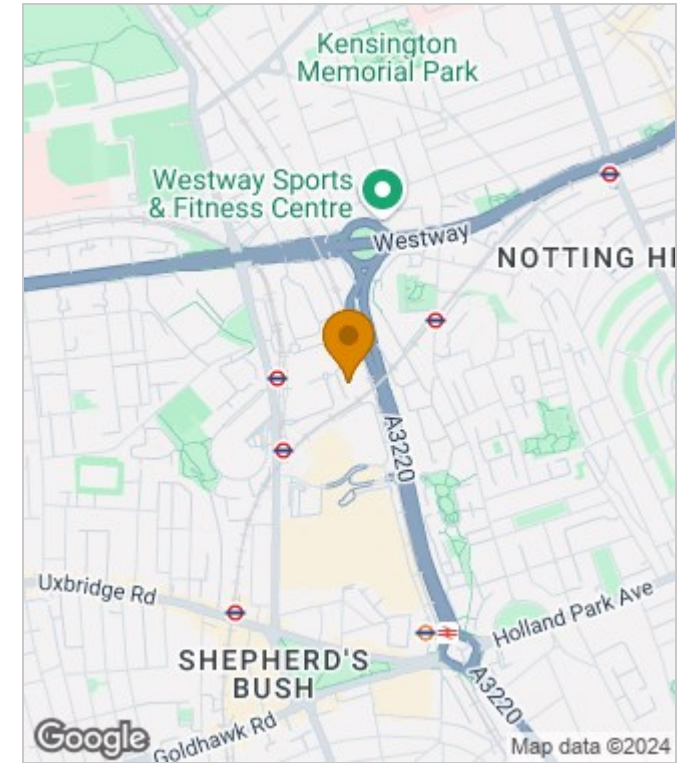 Kensington
Memorial Park
Westway Sports
& Fitness Centre
Westway
NOTTING HI
A3220
Uxbridge Rd
Holland Park Ave
SHEPHERD'S
BUSH
A3220
Goldhawk Rd
Google
Map data ©2024